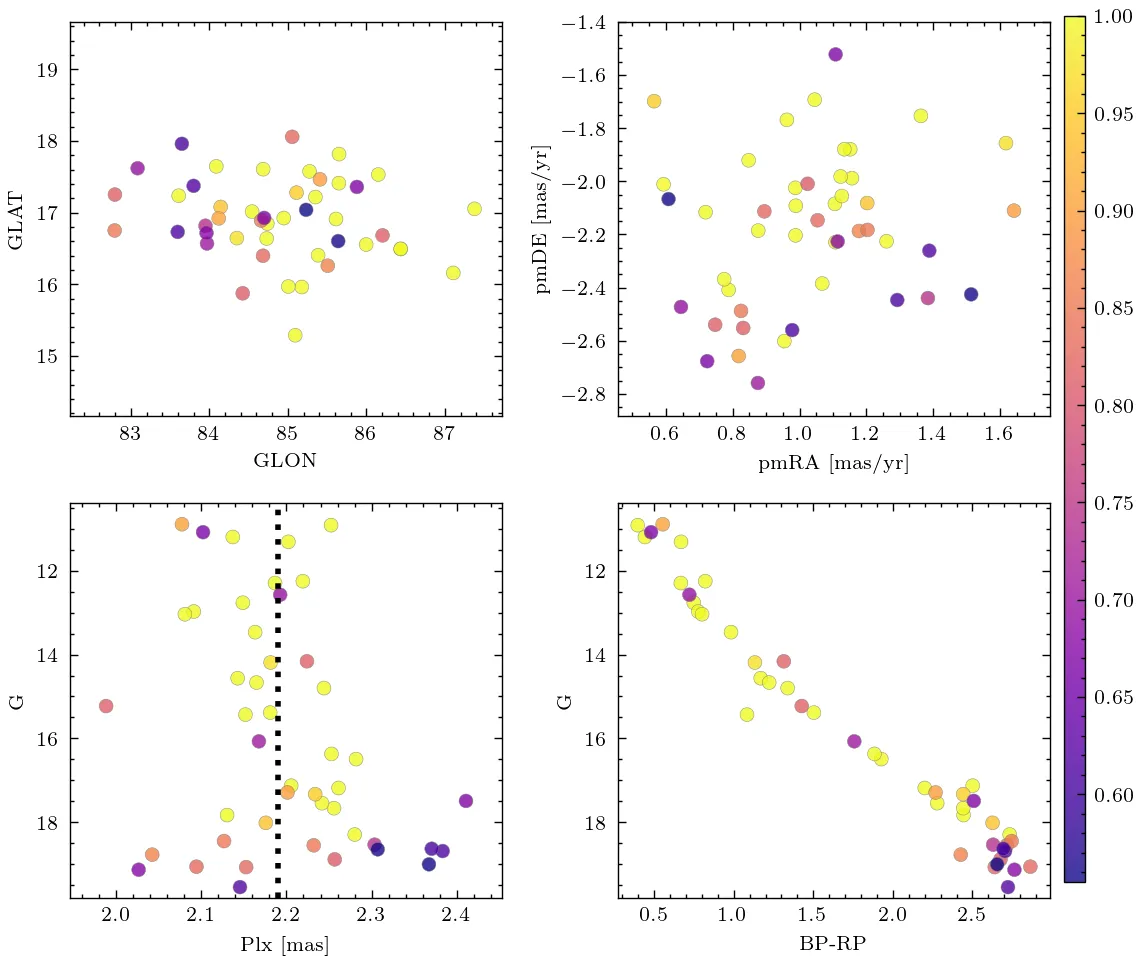 19
18
17
16
15
GLAT
83 84 85 86 87
GLON
−1.4
−1.6
−1.8
−2.0
−2.2
−2.4
−2.6
−2.8
pmDE [mas/yr]
0.6 0.8 1.0 1.2 1.4 1.6
pmRA [mas/yr]
1.00
0.95
0.90
0.85
0.80
0.75
0.70
0.65
0.60
12
14
16
18
G
2.0 2.1 2.2 2.3 2.4
Plx [mas]
12
14
16
18
G
0.5 1.0 1.5 2.0 2.5
BP-RP